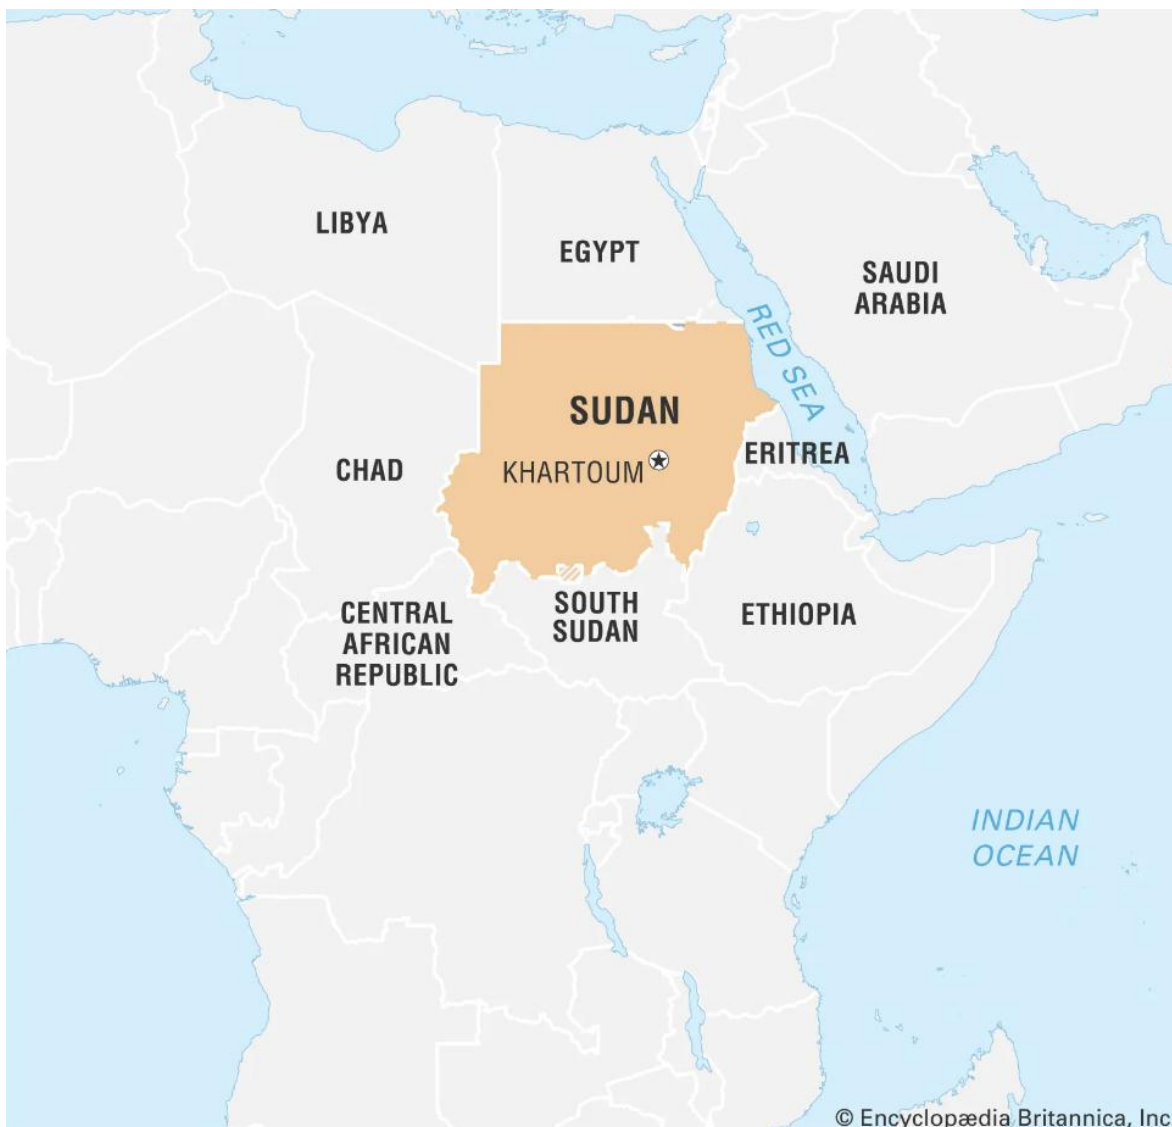 LIBYA
EGYPT
SAUDI
ARABIA
RED SEA
SUDAN
KHARTOUM
ERITREA
CHAD
CENTRAL
AFRICAN
REPUBLIC
SOUTH
SUDAN
ETHIOPIA
INDIAN
OCEAN
© Encyclopædia Britannica, Inc